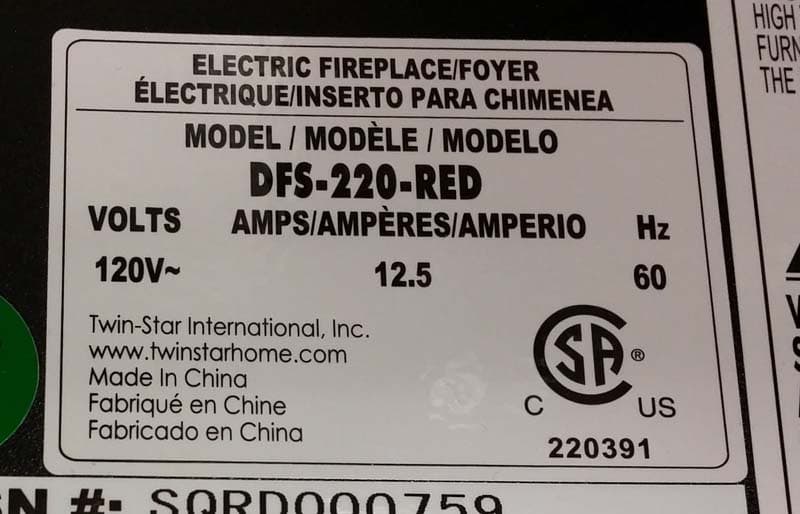 ELECTRIC FIREPLACE/FOYER
ÉLECTRIQUE/INSERTO PARA CHIMENEA
MODEL / MODÈLE / MODELO
DFS-220-RED
VOLTS AMPS/AMPÈRES/AMPERIO Hz
120V~ 12.5 60
Twin-Star International, Inc.
www.twinstarhome.com
Made In China
Fabriqué en Chine
Fabricado en China
SA ®
C US
220391
SN #: SQRD000759
HIGH
FURN
THE